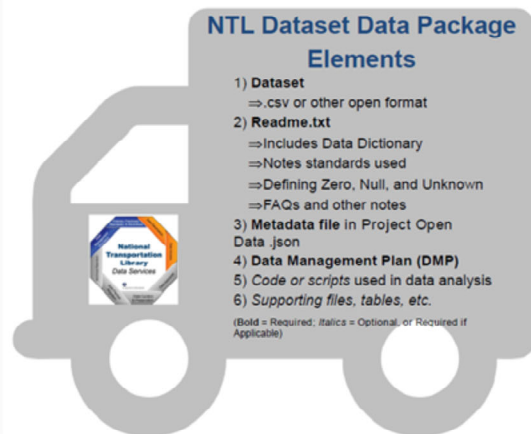 NTL Dataset Data Package
Elements
1) Dataset
⇒.csv or other open format
2) Readme.txt
⇒Includes Data Dictionary
⇒Notes standards used
⇒Defining Zero, Null, and Unknown
⇒FAQs and other notes
3) Metadata file in Project Open
Data .json
4) Data Management Plan (DMP)
5) Code or scripts used in data analysis
6) Supporting files, tables, etc.
(Bold = Required; Italics = Optional, or Required if
Applicable)
National
Transportation
Library
Data Services